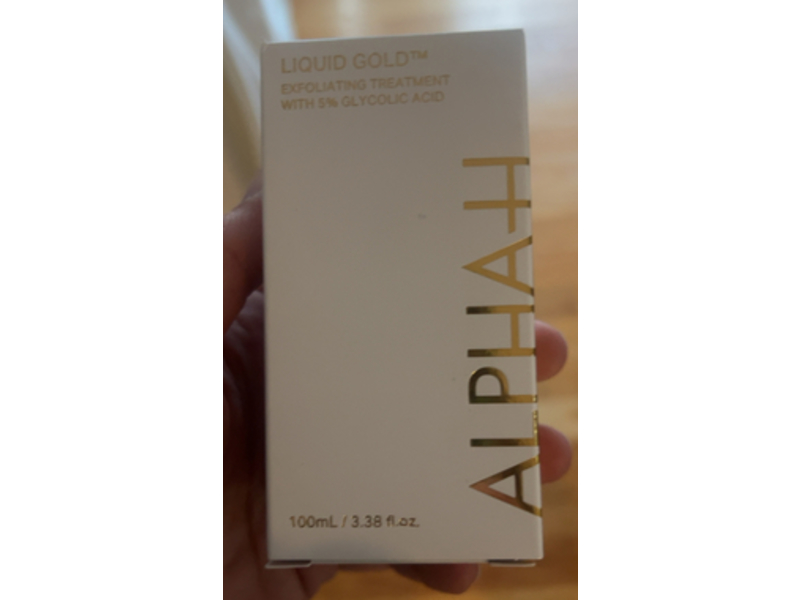 LIQUID GOLD™
EXFOLIATING TREATMENT
WITH 5% GLYCOLIC ACID
ALPHA-H
100mL / 3.38 fl.oz.